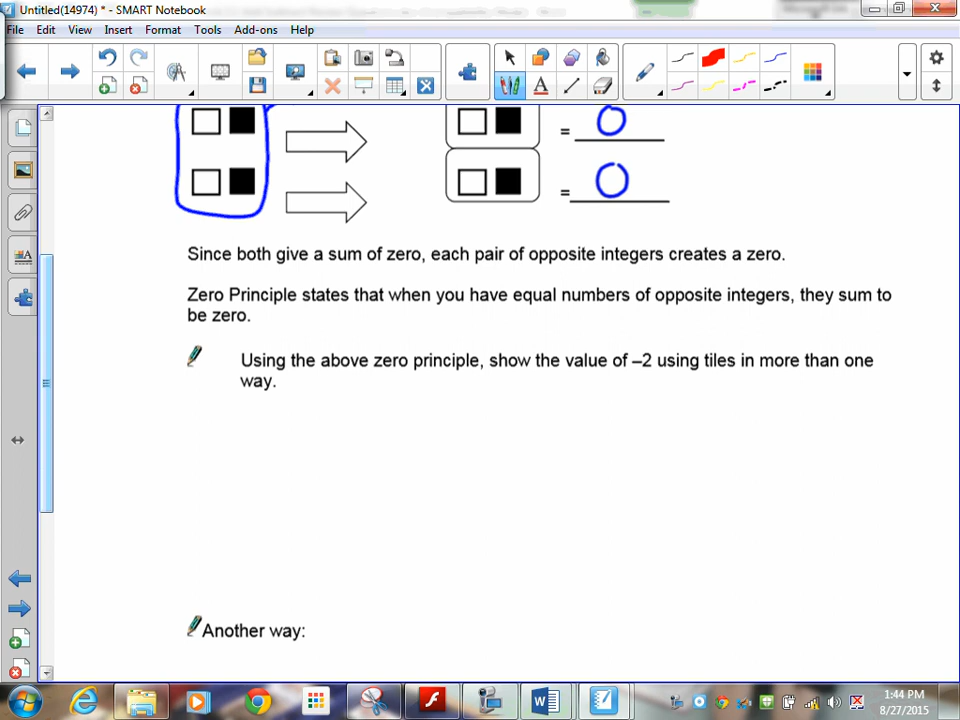 Untitled(14974) * - SMART Notebook
File Edit View Insert Format Tools Add-ons Help
= 0
= 0
Since both give a sum of zero, each pair of opposite integers creates a zero.
Zero Principle states that when you have equal numbers of opposite integers, they sum to
be zero.
Using the above zero principle, show the value of –2 using tiles in more than one
way.
Another way:
1:44 PM
8/27/2015